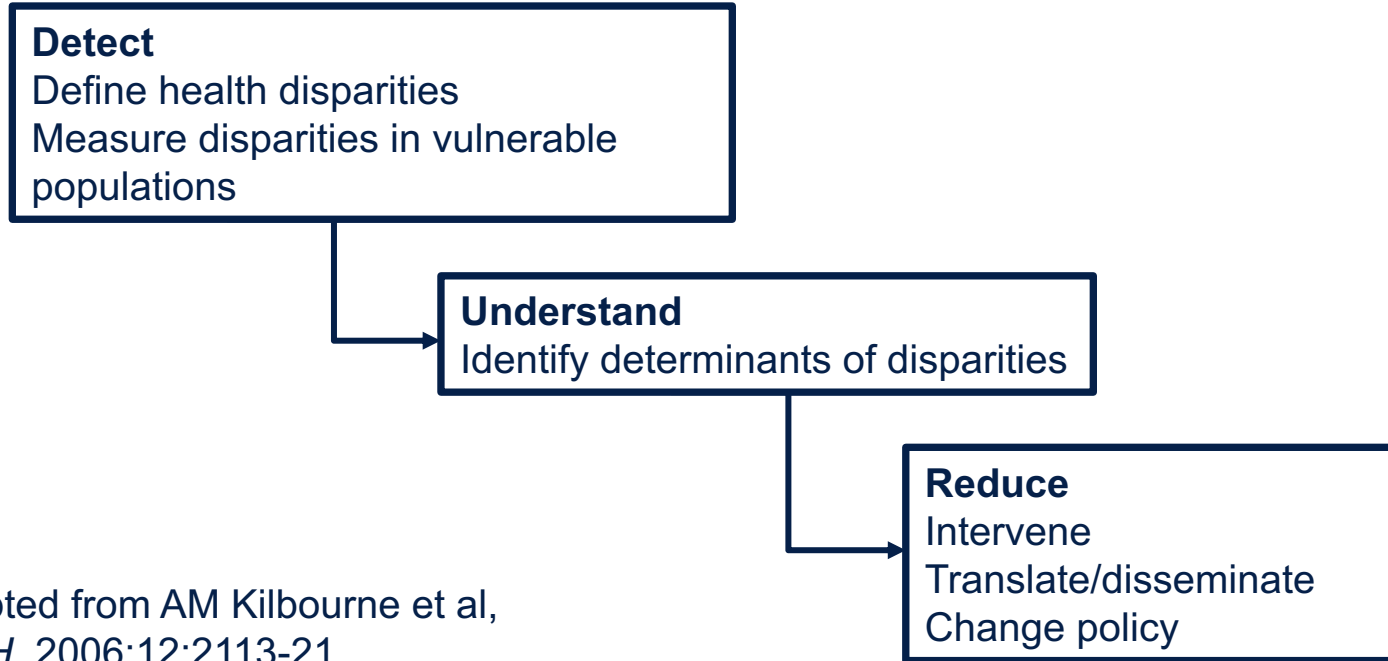 Detect
Define health disparities
Measure disparities in vulnerable
populations
Understand
Identify determinants of disparities
Reduce
Intervene
Translate/disseminate
Change policy
from AM Kilbourne et al,
2006;12:2113-21